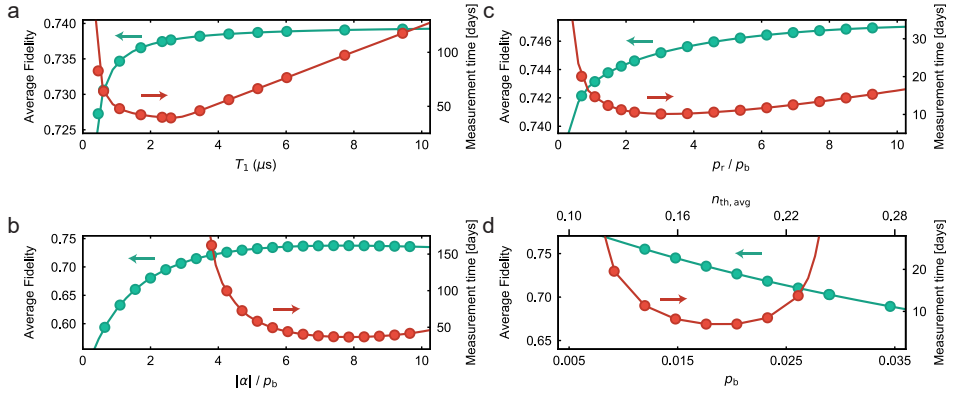 a
0.740
0.735
0.730
0.725
Average Fidelity
100
50
Measurement time [days]
0 2 4 6 8 10
T₁ (μs)
c
0.746
0.744
0.742
0.740
Average Fidelity
30
20
10
Measurement time [days]
0 2 4 6 8 10
pᵣ / p_b
b
0.75
0.70
0.65
0.60
Average Fidelity
150
100
50
Measurement time [days]
0 2 4 6 8 10
|α| / p_b
d
n_th, avg
0.10 0.16 0.22 0.28
0.75
0.70
0.65
Average Fidelity
20
10
Measurement time [days]
0.005 0.015 0.025 0.035
p_b